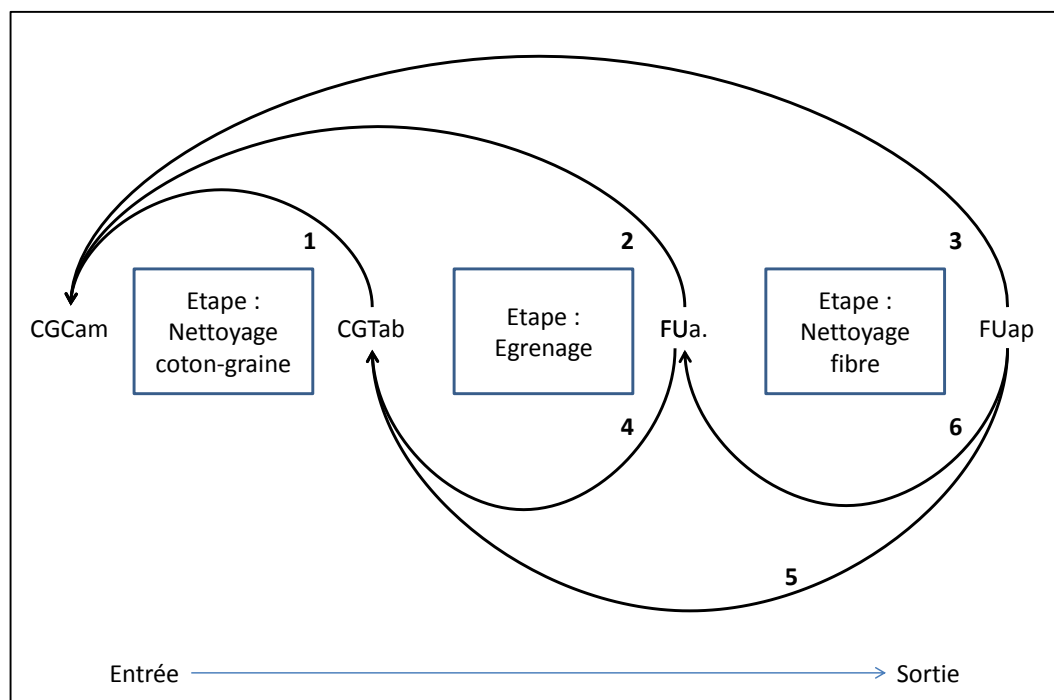 1
2
3
CGCam
Etape :
Nettoyage
coton-graine
CGTab
Etape :
Egrenage
FUa.
Etape :
Nettoyage
fibre
FUap
4
6
5
Entrée
Sortie